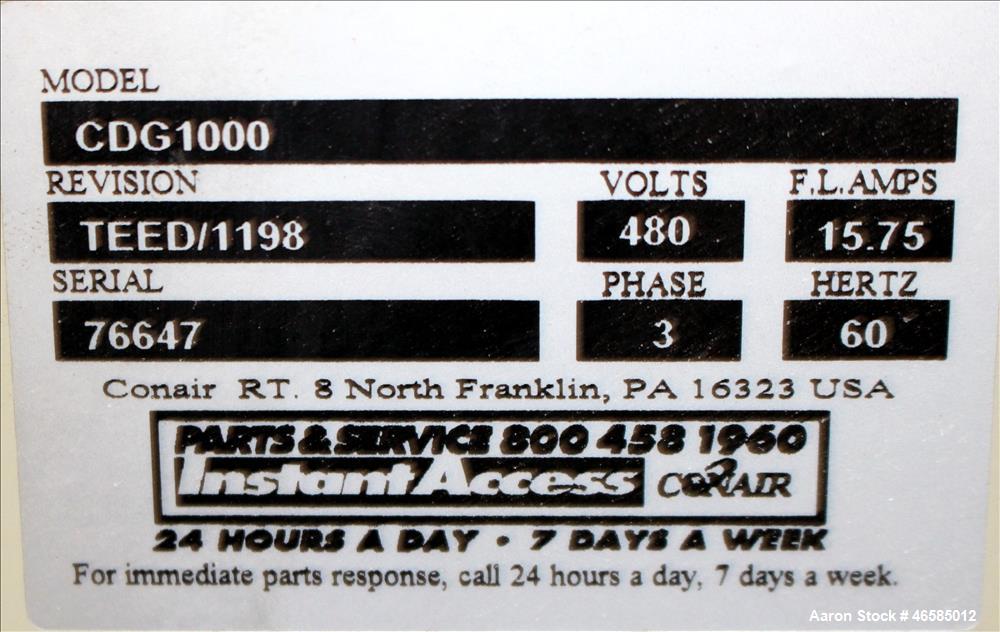 MODEL
CDG1000
REVISION VOLTS F.L.AMPS
TEED/1198 480 15.75
SERIAL PHASE HERTZ
76647 3 60
Conair RT. 8 North Franklin, PA 16323 USA
PARTS & SERVICE 800 458 1960
Instant Access CONAIR
24 HOURS A DAY • 7 DAYS A WEEK
For immediate parts response, call 24 hours a day, 7 days a week.
Aaron Stock # 46585012